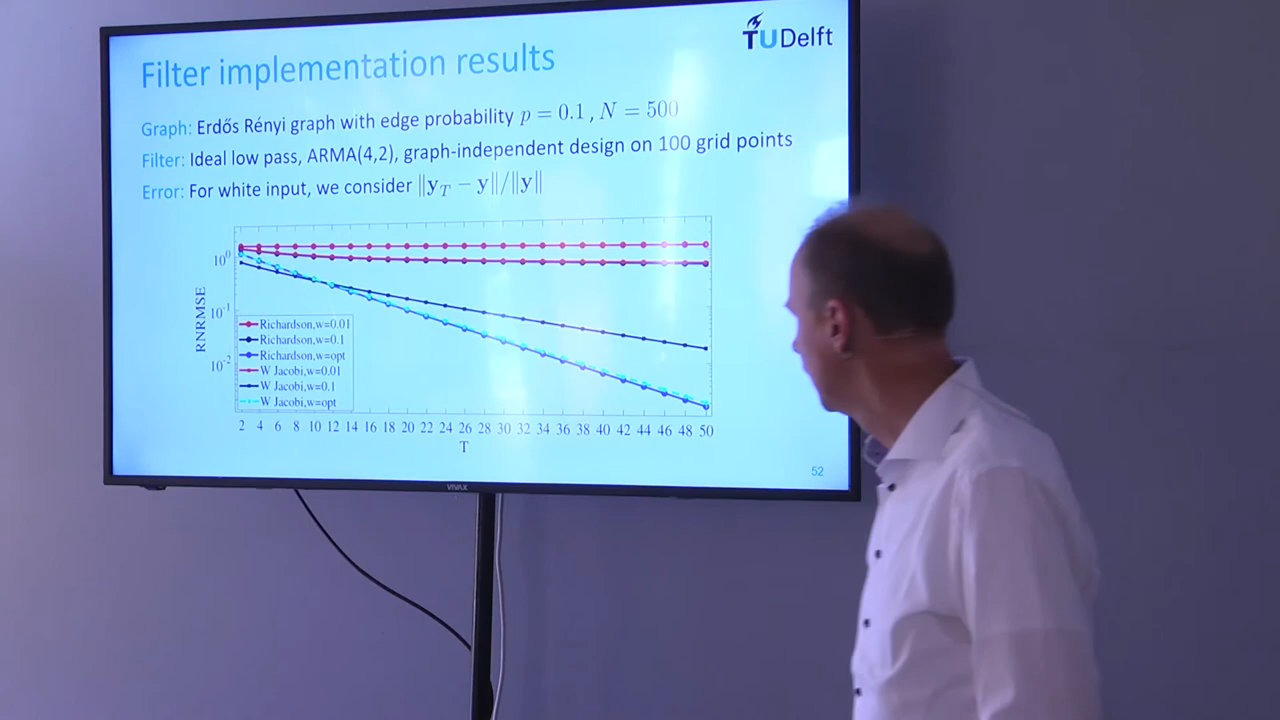 TUDelft
Filter implementation results
Graph: Erdős Rényi graph with edge probability p = 0.1 , N = 500
Filter: Ideal low pass, ARMA(4,2), graph-independent design on 100 grid points
Error: For white input, we consider ‖y_T − y‖/‖y‖
10^0
10^-1
10^-2
RNRMSE
Richardson,w=0.01
Richardson,w=0.1
Richardson,w=opt
W Jacobi,w=0.01
W Jacobi,w=0.1
W Jacobi,w=opt
2 4 6 8 10 12 14 16 18 20 22 24 26 28 30 32 34 36 38 40 42 44 46 48 50
T
52
VIVAX